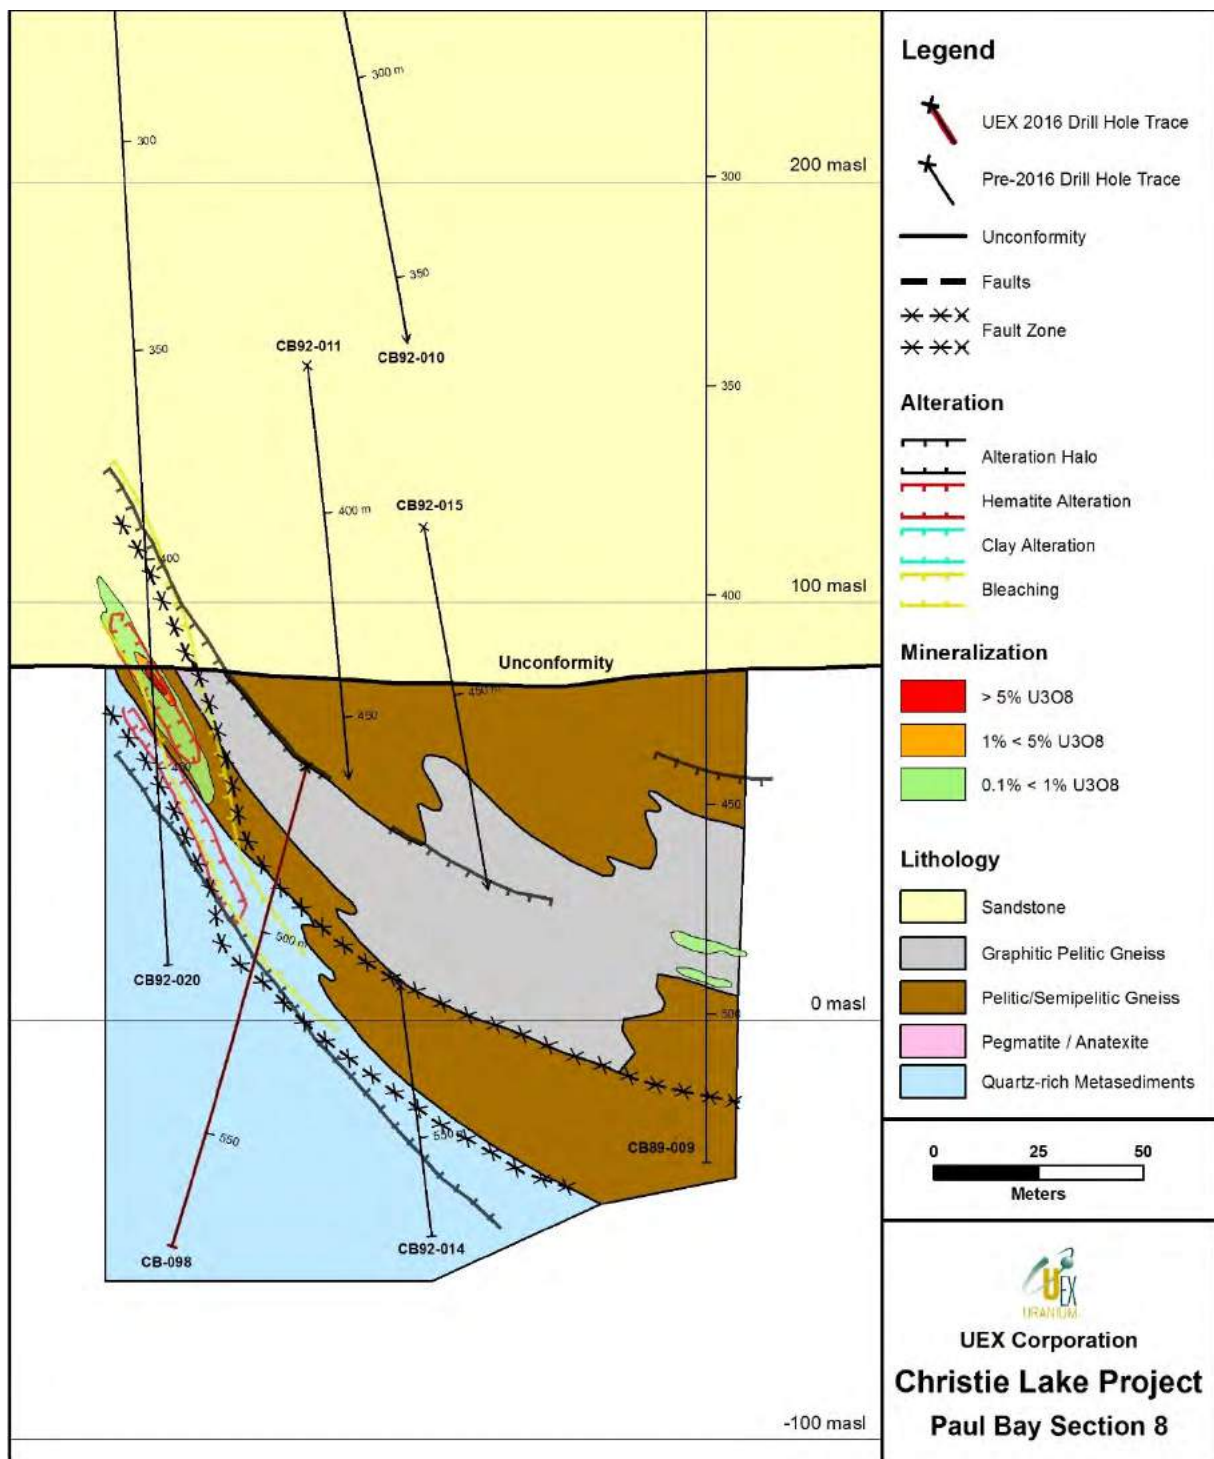 300 m
300
200 masl
300
350
350
CB92-011
CB92-010
350
CB92-015
400 m
400
100 masl
400
Unconformity
450 m
450
450
450
500 m
CB92-020
0 masl
500
550
550
CB89-009
CB-098
CB92-014
-100 masl
Legend
UEX 2016 Drill Hole Trace
Pre-2016 Drill Hole Trace
Unconformity
Faults
Fault Zone
Alteration
Alteration Halo
Hematite Alteration
Clay Alteration
Bleaching
Mineralization
> 5% U3O8
1% < 5% U3O8
0.1% < 1% U3O8
Lithology
Sandstone
Graphitic Pelitic Gneiss
Pelitic/Semipelitic Gneiss
Pegmatite / Anatexite
Quartz-rich Metasediments
0 25 50
Meters
UEX
URANIUM
UEX Corporation
Christie Lake Project
Paul Bay Section 8